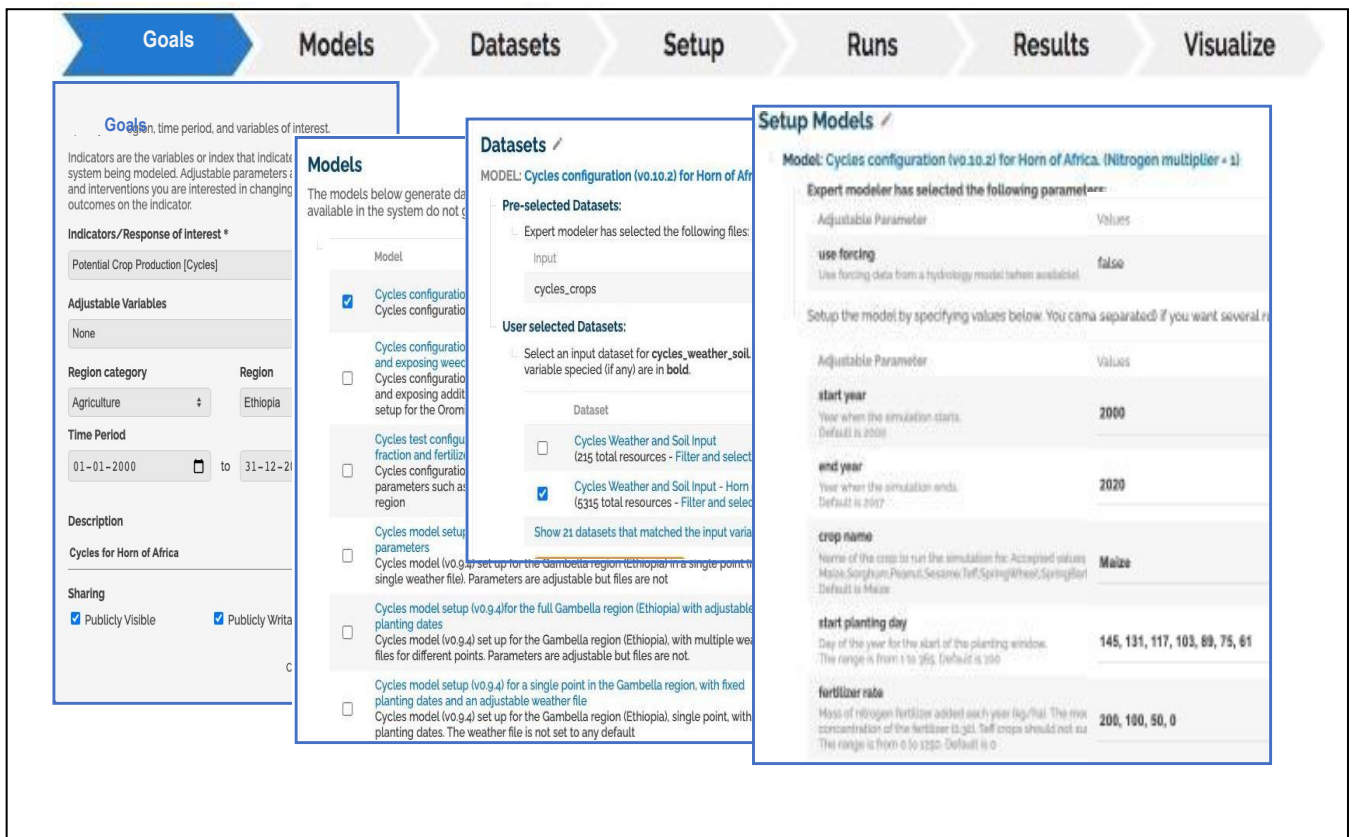 Goals
Models
Datasets
Setup
Runs
Results
Visualize
Goals
time period, and variables of interest.
Indicators are the variables or index that indicate
system being modeled. Adjustable parameters a
and interventions you are interested in changing
outcomes on the indicator.
Indicators/Response of interest *
Potential Crop Production [Cycles]
Adjustable Variables
None
Region category Region
Agriculture Ethiopia
Time Period
01-01-2000 to 31-12-20
Description
Cycles for Horn of Africa
Sharing
Publicly Visible Publicly Writa
C
Models
The models below generate da
available in the system do not g
Model
Cycles configuratio
Cycles configuratio
Cycles configuratio
and exposing weed
Cycles configuratio
and exposing addit
setup for the Oromi
Cycles test configu
fraction and fertilize
Cycles configuratio
parameters such as
region
Cycles model setup
parameters
Cycles model (v0.9.4) set up for the Gambella region (Ethiopia) in a single point (
single weather file). Parameters are adjustable but files are not
Cycles model setup (v0.9.4)for the full Gambella region (Ethiopia) with adjustable
planting dates
Cycles model (v0.9.4) set up for the Gambella region (Ethiopia), with multiple wea
files for different points. Parameters are adjustable but files are not.
Cycles model setup (v0.9.4) for a single point in the Gambella region, with fixed
planting dates and an adjustable weather file
Cycles model (v0.9.4) set up for the Gambella region (Ethiopia), single point, with
planting dates. The weather file is not set to any default
Datasets
MODEL: Cycles configuration (v0.10.2) for Horn of Afr
Pre-selected Datasets:
Expert modeler has selected the following files:
Input
cycles_crops
User selected Datasets:
Select an input dataset for cycles_weather_soil.
variable specied (if any) are in bold.
Dataset
Cycles Weather and Soil Input
(215 total resources - Filter and select
Cycles Weather and Soil Input - Horn
(5315 total resources - Filter and selec
Show 21 datasets that matched the input varia
Setup Models
Model: Cycles configuration (v0.10.2) for Horn of Africa. (Nitrogen multiplier = 1)
Expert modeler has selected the following parameters:
Adjustable Parameter Values
use forcing false
Use forcing data from a hydrology model (when available).
Setup the model by specifying values below. You cama separated) if you want several ru
Adjustable Parameter Values
start year 2000
Year when the simulation starts.
Default is 2000
end year 2020
Year when the simulation ends.
Default is 2017
crop name Maize
Name of the crop to run the simulation for. Accepted values
Maize,Sorghum,Peanut,Sesame,Teff,SpringWheat,SpringBarl
Default is Maize
start planting day 145, 131, 117, 103, 89, 75, 61
Day of the year for the start of the planting window.
The range is from 1 to 365. Default is 100
fertilizer rate 200, 100, 50, 0
Mass of nitrogen fertilizer added each year (kg/ha). The
concentration of the fertilizer Teff crops should not
The range is from 0 to 1250. Default is 0